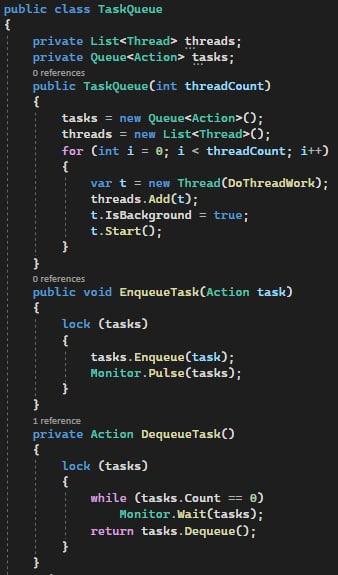 public class TaskQueue
{
    private List<Thread> threads;
    private Queue<Action> tasks;
    0 references
    public TaskQueue(int threadCount)
    {
        tasks = new Queue<Action>();
        threads = new List<Thread>();
        for (int i = 0; i < threadCount; i++)
        {
            var t = new Thread(DoThreadWork);
            threads.Add(t);
            t.IsBackground = true;
            t.Start();
        }
    }
    0 references
    public void EnqueueTask(Action task)
    {
        lock (tasks)
        {
            tasks.Enqueue(task);
            Monitor.Pulse(tasks);
        }
    }
    1 reference
    private Action DequeueTask()
    {
        lock (tasks)
        {
            while (tasks.Count == 0)
                Monitor.Wait(tasks);
            return tasks.Dequeue();
        }
    }